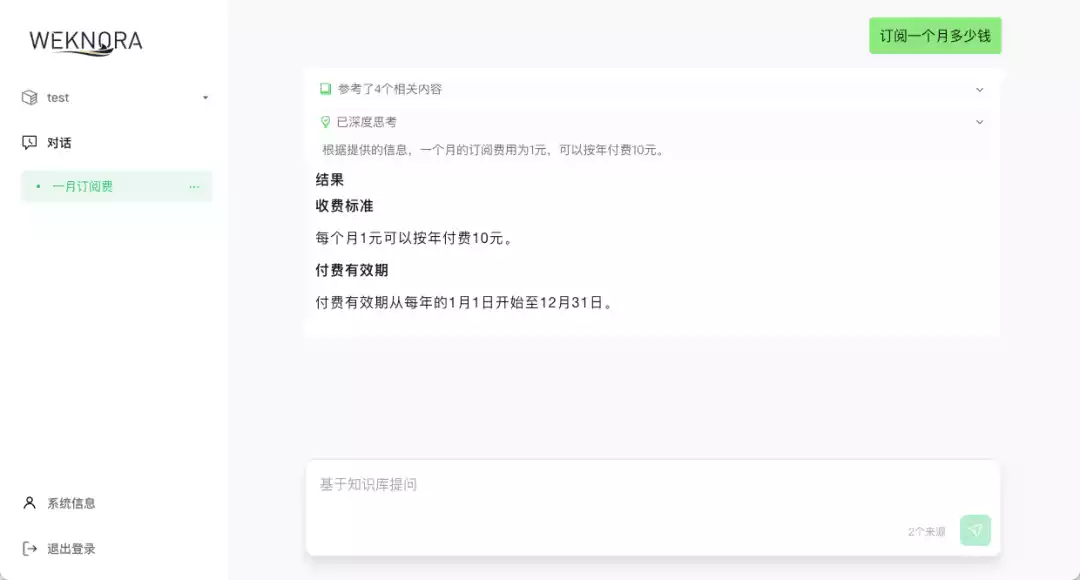 WEKNORA
test
对话
一月订阅费
系统信息
退出登录
订阅一个月多少钱
参考了4个相关内容
已深度思考
根据提供的信息，一个月的订阅费用为1元，可以按年付费10元。
结果
收费标准
每个月1元可以按年付费10元。
付费有效期
付费有效期从每年的1月1日开始至12月31日。
基于知识库提问
2个来源